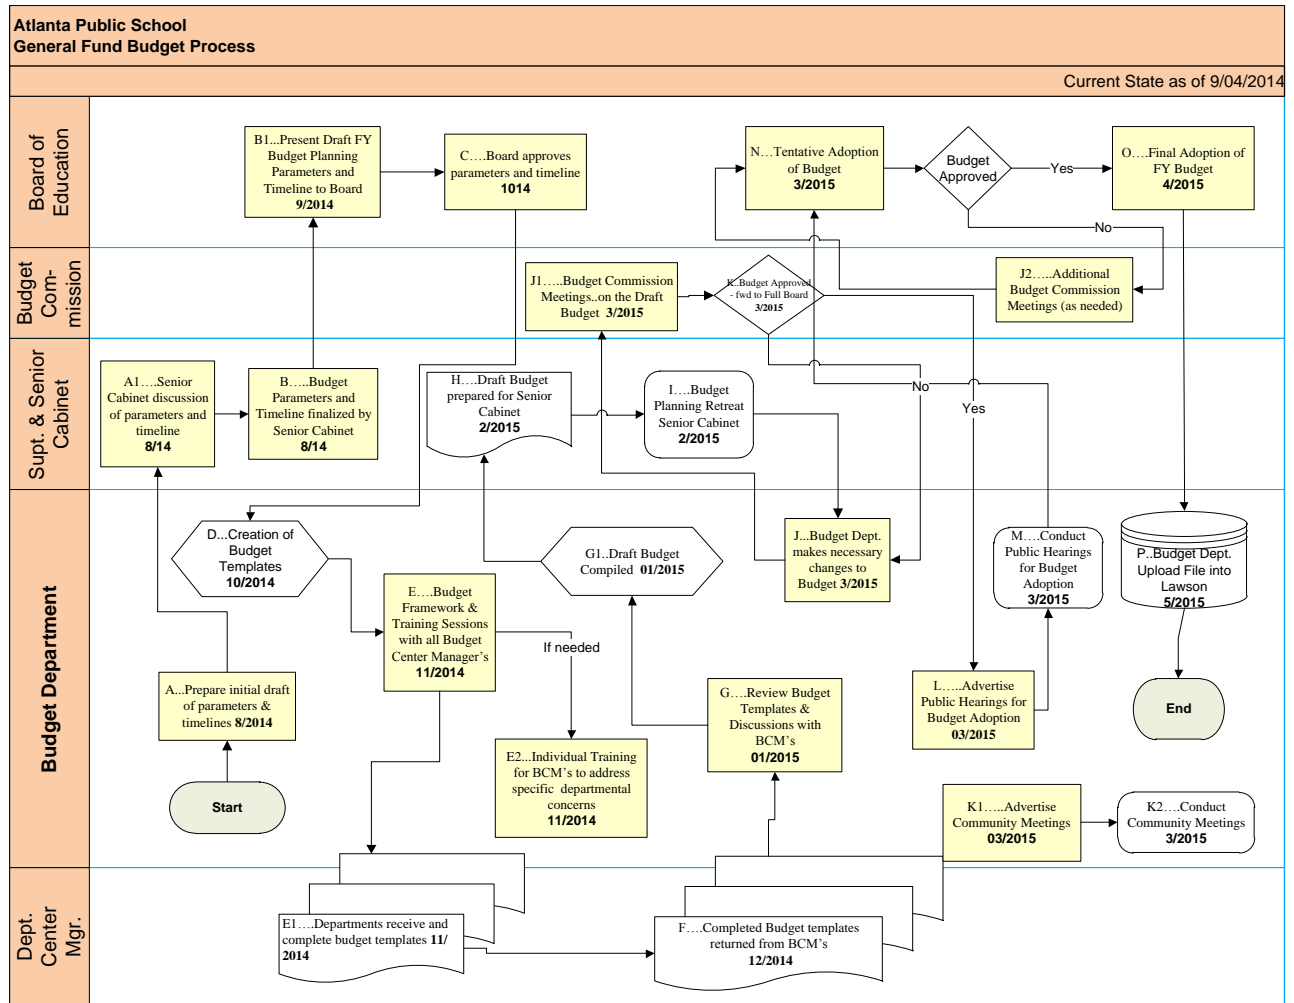 Atlanta Public School
General Fund Budget Process
Current State as of 9/04/2014
Board of
Education
B1...Present Draft FY
Budget Planning
Parameters and
Timeline to Board
9/2014
C….Board approves
parameters and timeline
1014
N…Tentative Adoption
of Budget
3/2015
Budget
Approved
Yes
O….Final Adoption of
FY Budget
4/2015
No
Budget
Com-
mission
J1…..Budget Commission
Meetings..on the Draft
Budget 3/2015
K..Budget Approved
- fwd to Full Board
3/2015
J2…..Additional
Budget Commission
Meetings (as needed)
Supt. & Senior
Cabinet
A1….Senior
Cabinet discussion
of parameters and
timeline
8/14
B…..Budget
Parameters and
Timeline finalized by
Senior Cabinet
8/14
H….Draft Budget
prepared for Senior
Cabinet
2/2015
I….Budget
Planning Retreat
Senior Cabinet
2/2015
No
Yes
Budget Department
D...Creation of
Budget
Templates
10/2014
G1..Draft Budget
Compiled 01/2015
J...Budget Dept.
makes necessary
changes to
Budget 3/2015
M….Conduct
Public Hearings
for Budget
Adoption
3/2015
P..Budget Dept.
Upload File into
Lawson
5/2015
E….Budget
Framework &
Training Sessions
with all Budget
Center Manager’s
11/2014
If needed
A...Prepare initial draft
of parameters &
timelines 8/2014
G….Review Budget
Templates &
Discussions with
BCM’s
01/2015
L…..Advertise
Public Hearings for
Budget Adoption
03/2015
End
E2...Individual Training
for BCM’s to address
specific departmental
concerns
11/2014
Start
K1…..Advertise
Community Meetings
03/2015
K2….Conduct
Community Meetings
3/2015
Dept.
Center
Mgr.
E1….Departments receive and
complete budget templates 11/
2014
F….Completed Budget templates
returned from BCM’s
12/2014